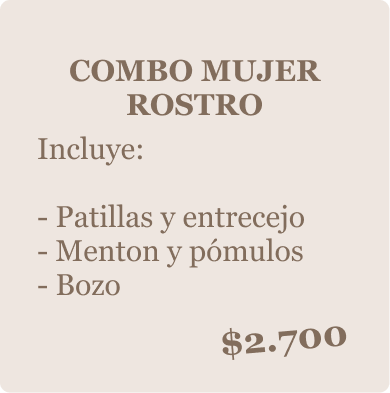 COMBO MUJER
ROSTRO
Incluye:
- Patillas y entrecejo
- Menton y pómulos
- Bozo
$2.700